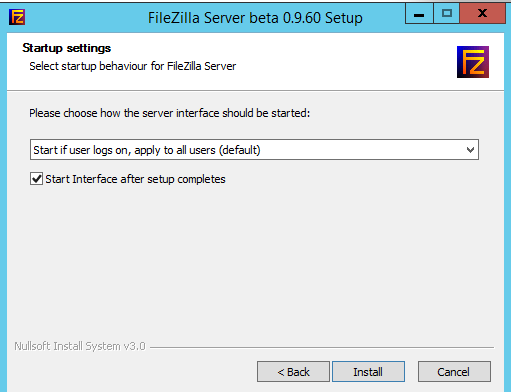 FileZilla Server beta 0.9.60 Setup
Startup settings
Select startup behaviour for FileZilla Server
Please choose how the server interface should be started:
Start if user logs on, apply to all users (default)
Start Interface after setup completes
Nullsoft Install System v3.0
< Back Install Cancel